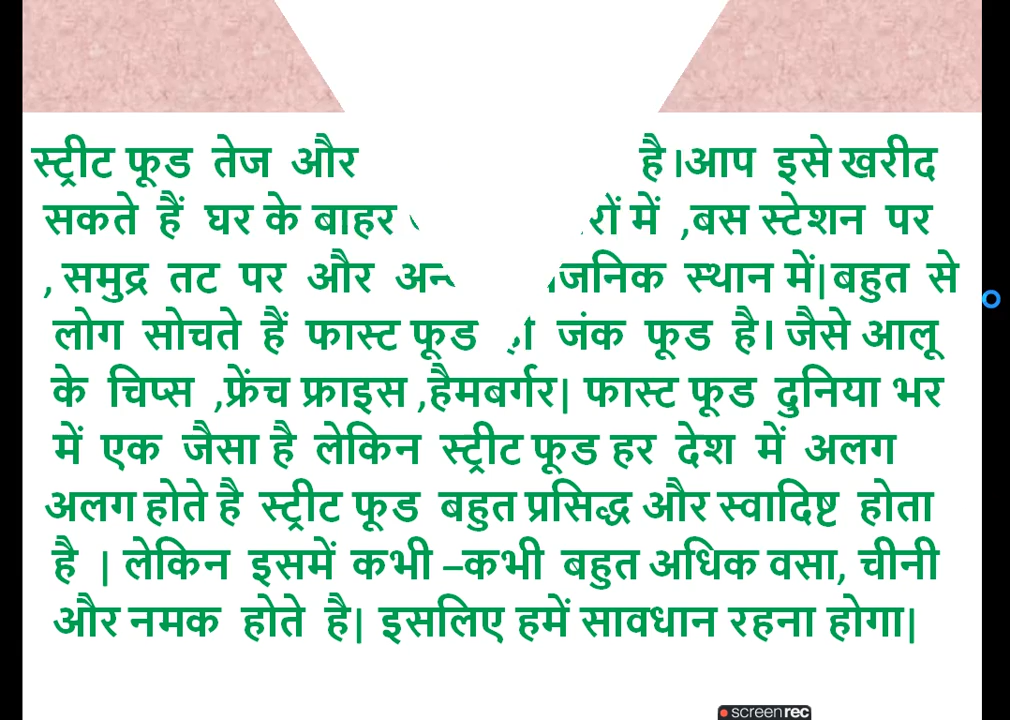 स्ट्रीट फूड तेज और है।आप इसे खरीद
सकते हैं घर के बाहर में ,बस स्टेशन पर
, समुद्र तट पर और स्थान में|बहुत से
लोग सोचते हैं फास्ट फूड जंक फूड है। जैसे आलू
के चिप्स ,फ्रेंच फ्राइस ,हैमबर्गर| फास्ट फूड दुनिया भर
में एक जैसा है लेकिन स्ट्रीट फूड हर देश में अलग
अलग होते है स्ट्रीट फूड बहुत प्रसिद्ध और स्वादिष्ट होता
है | लेकिन इसमें कभी –कभी बहुत अधिक वसा, चीनी
और नमक होते है| इसलिए हमें सावधान रहना होगा|
screenrec